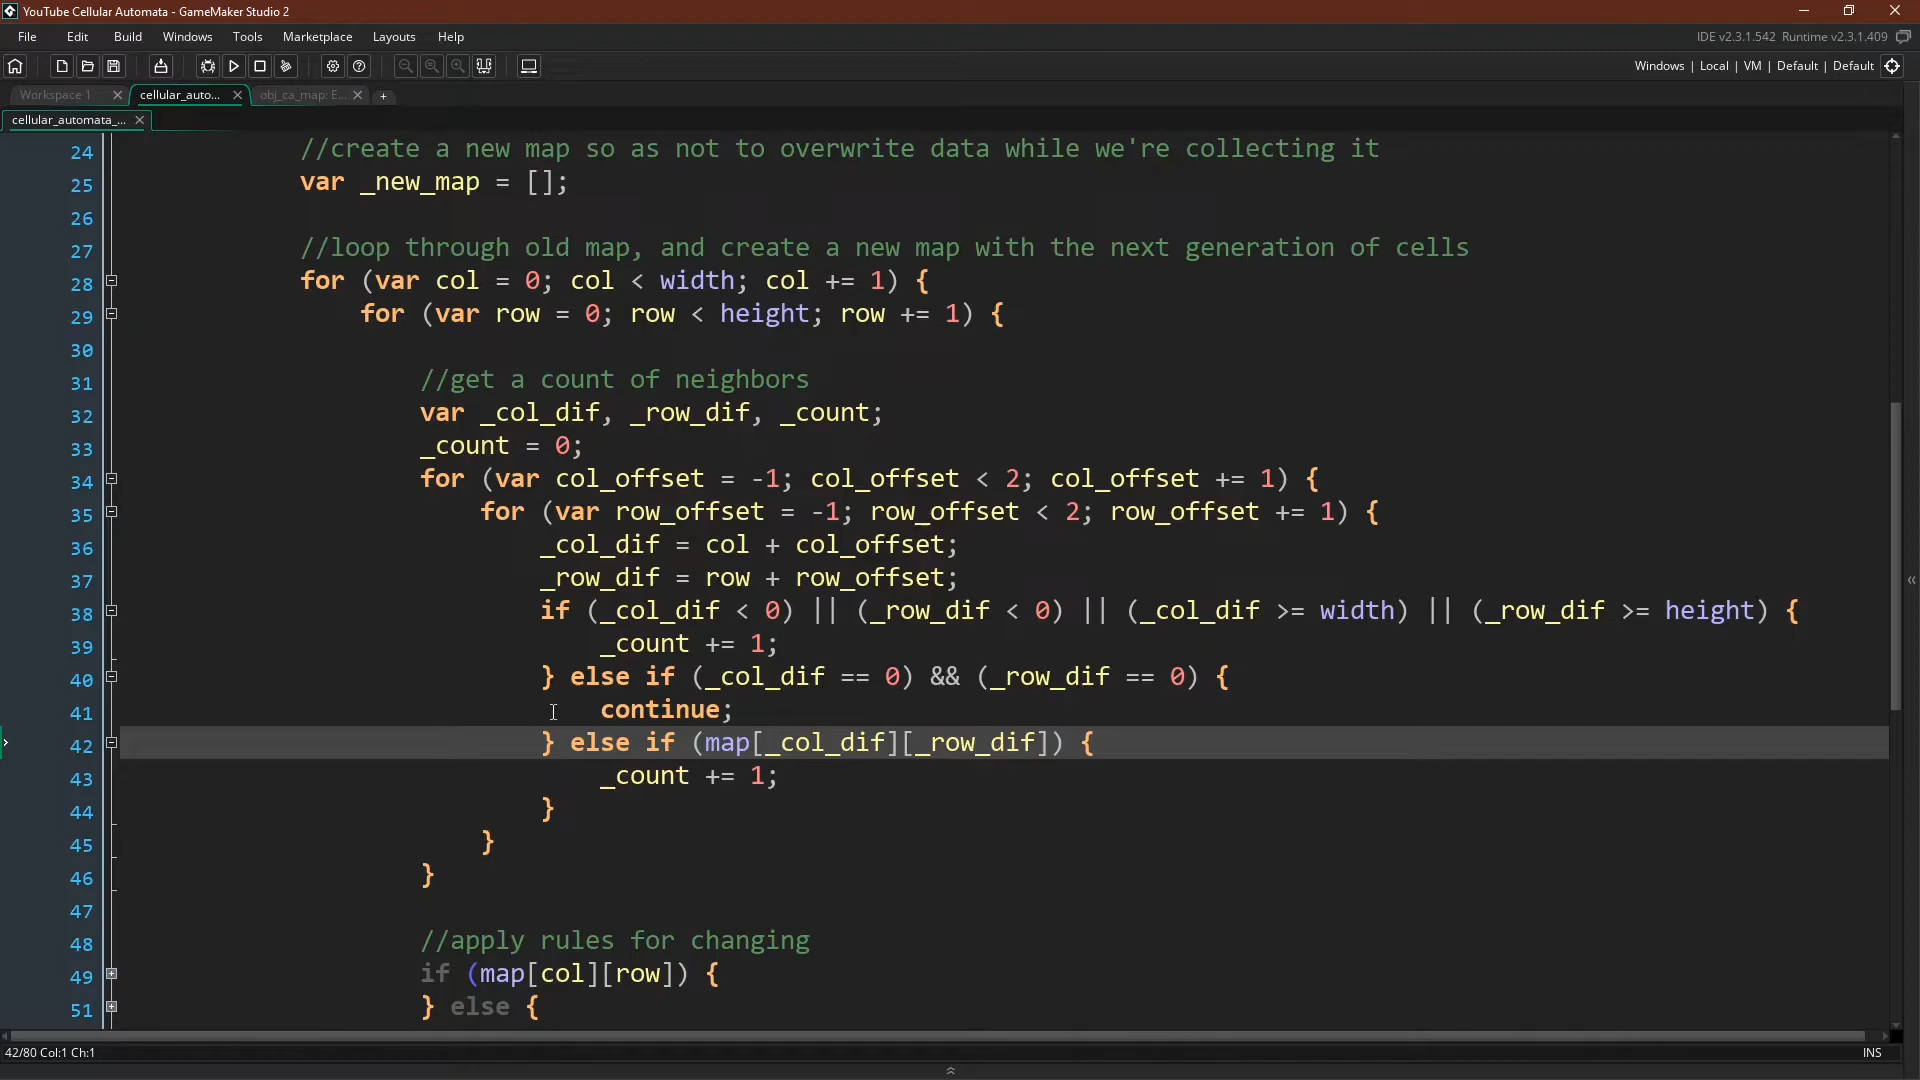 YouTube Cellular Automata - GameMaker Studio 2
File Edit Build Windows Tools Marketplace Layouts Help
IDE v2.3.1.542 Runtime v2.3.1.409
Windows | Local | VM | Default | Default
Workspace 1 cellular_auto... obj_ca_map: E... +
cellular_automata_...
24 //create a new map so as not to overwrite data while we're collecting it
25 var _new_map = [];
26
27 //loop through old map, and create a new map with the next generation of cells
28 for (var col = 0; col < width; col += 1) {
29 for (var row = 0; row < height; row += 1) {
30
31 //get a count of neighbors
32 var _col_dif, _row_dif, _count;
33 _count = 0;
34 for (var col_offset = -1; col_offset < 2; col_offset += 1) {
35 for (var row_offset = -1; row_offset < 2; row_offset += 1) {
36 _col_dif = col + col_offset;
37 _row_dif = row + row_offset;
38 if (_col_dif < 0) || (_row_dif < 0) || (_col_dif >= width) || (_row_dif >= height) {
39 _count += 1;
40 } else if (_col_dif == 0) && (_row_dif == 0) {
41 continue;
42 } else if (map[_col_dif][_row_dif]) {
43 _count += 1;
44 }
45 }
46 }
47
48 //apply rules for changing
49 if (map[col][row]) {
51 } else {
42/80 Col:1 Ch:1
INS